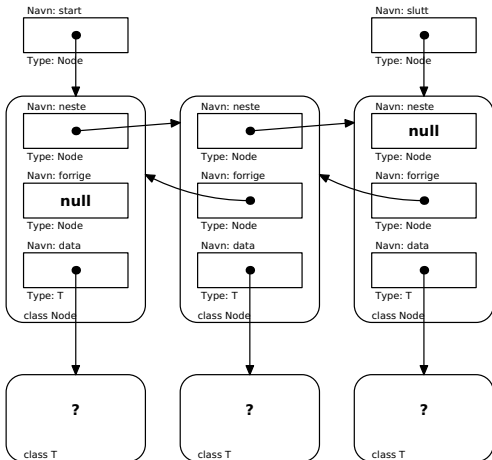 Navn: start
Navn: slutt
Type: Node
Type: Node
Navn: neste
Navn: neste
Navn: neste
null
Type: Node
Type: Node
Type: Node
Navn: forrige
Navn: forrige
Navn: forrige
null
Type: Node
Type: Node
Type: Node
Navn: data
Navn: data
Navn: data
Type: T
Type: T
Type: T
class Node
class Node
class Node
?
?
?
class T
class T
class T